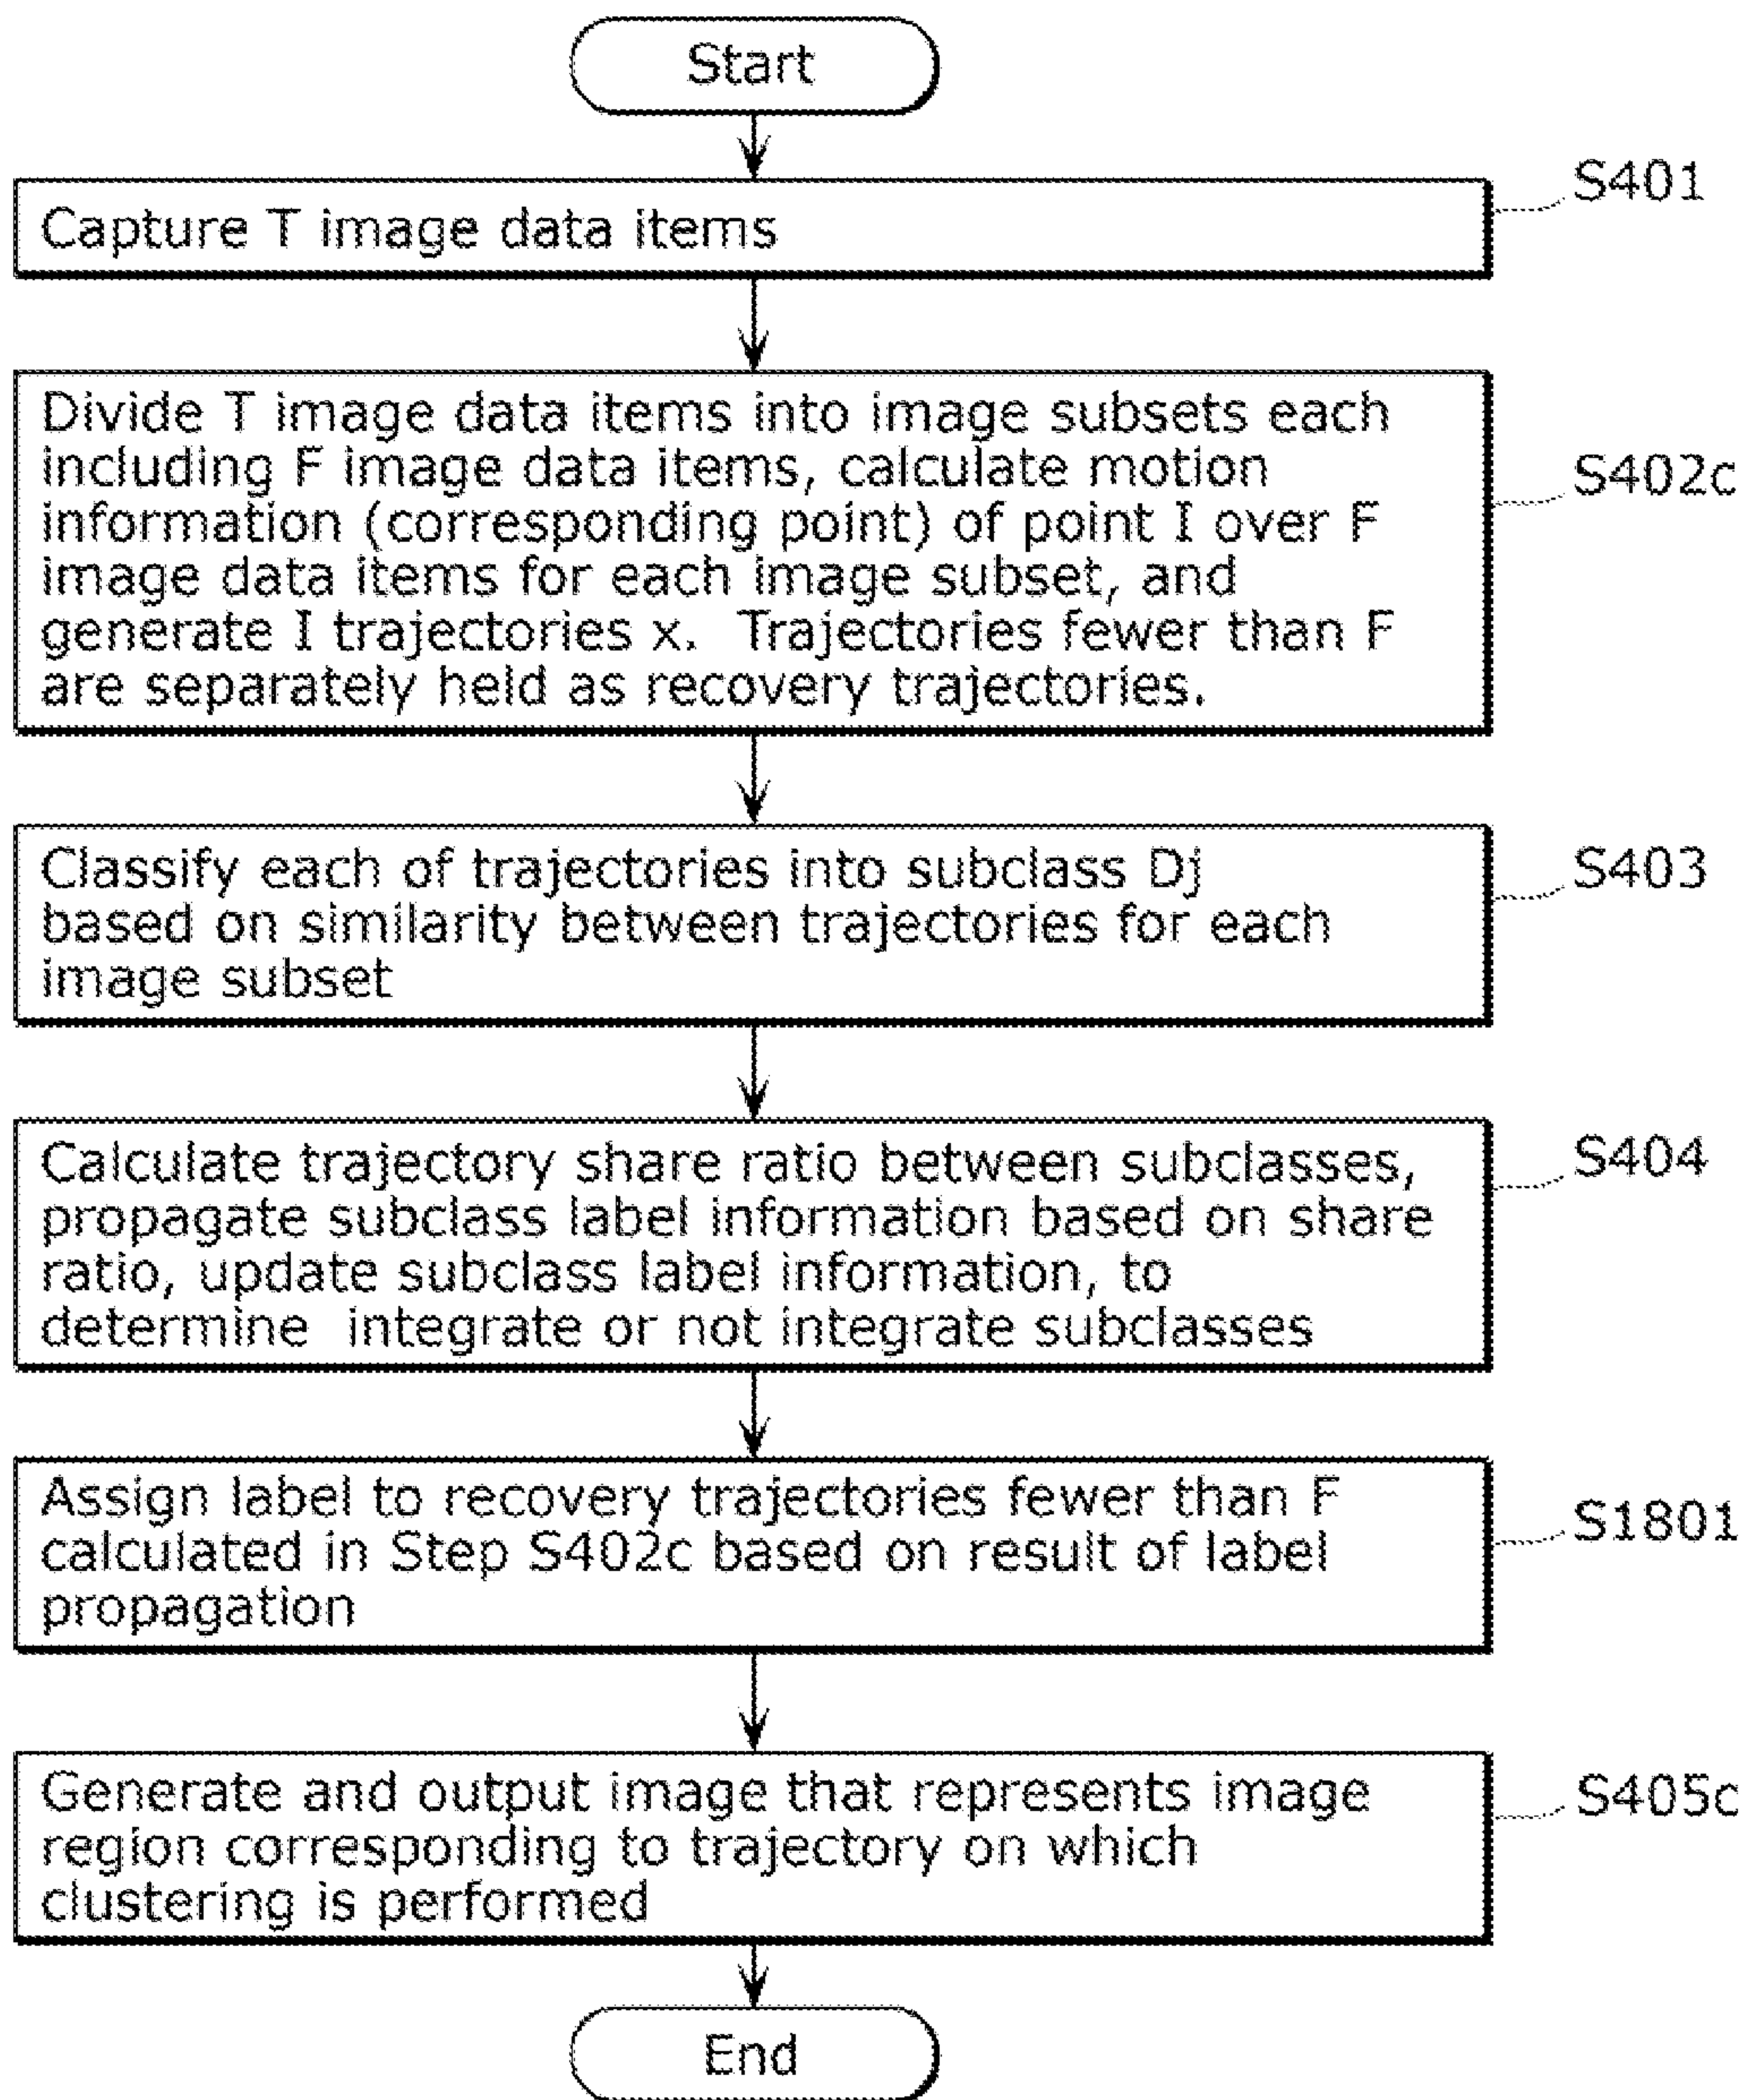 Start
S401
Capture T image data items
Divide T image data items into image subsets each
including F image data items, calculate motion
information (corresponding point) of point I over F
image data items for each image subset, and
generate I trajectories x. Trajectories fewer than F
are separately held as recovery trajectories.
S402c
Classify each of trajectories into subclass Dj
based on similarity between trajectories for each
image subset
S403
Calculate trajectory share ratio between subclasses,
propagate subclass label information based on share
ratio, update subclass label information, to
determine integrate or not integrate subclasses
S404
Assign label to recovery trajectories fewer than F
calculated in Step S402c based on result of label
propagation
S1801
Generate and output image that represents image
region corresponding to trajectory on which
clustering is performed
S405c
End